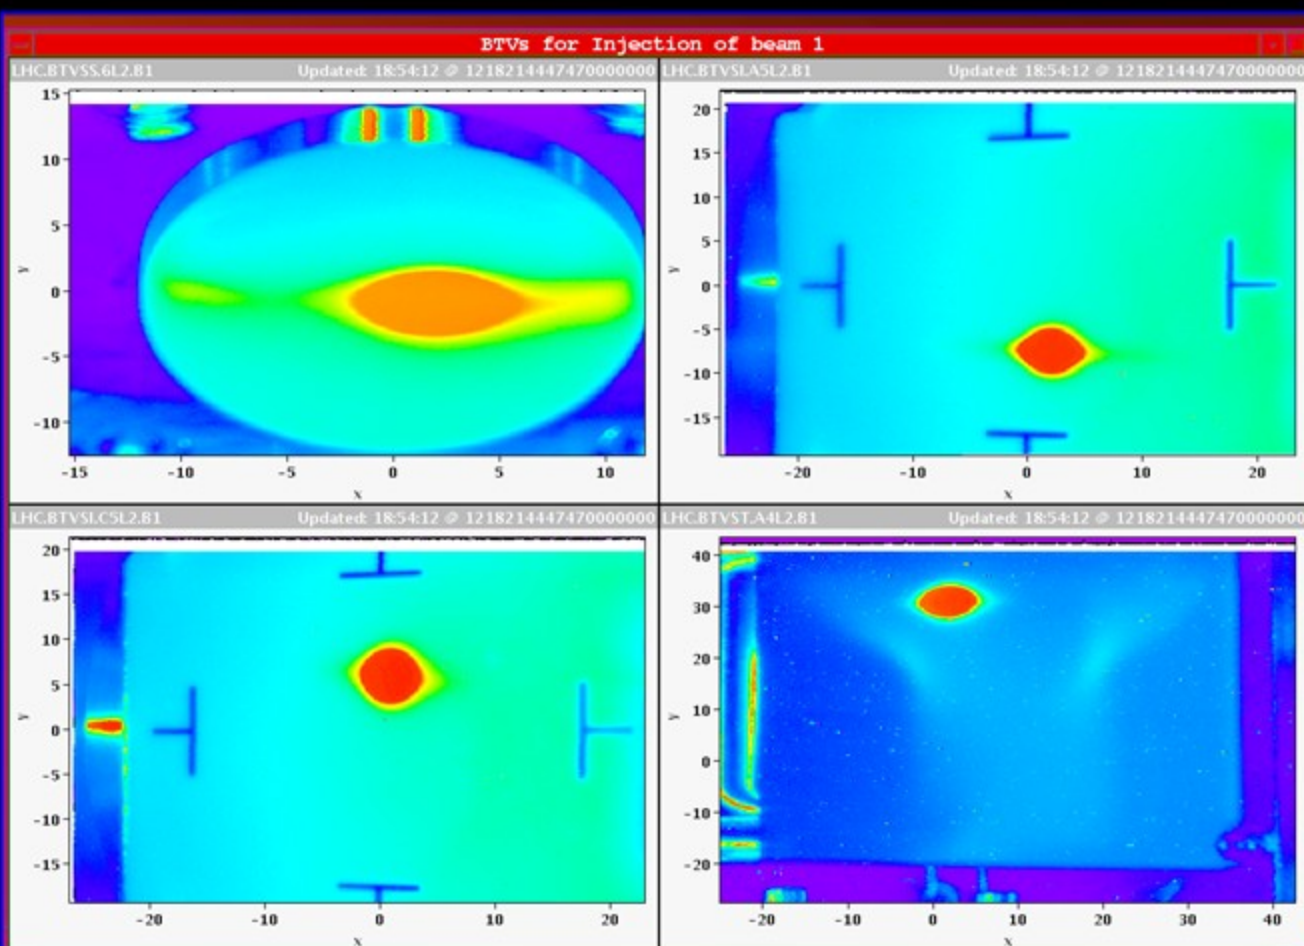 BTVs for Injection of beam 1
LHC.BTVSS.6L2.B1 Updated: 18:54:12 @ 1218214447470000000
15
10
5
0
-5
-10
y
-15 -10 -5 0 5 10
x
LHC.BTVSI.A5L2.B1 Updated: 18:54:12 @ 1218214447470000000
20
15
10
5
0
-5
-10
-15
y
-20 -10 0 10 20
x
LHC.BTVSI.C5L2.B1 Updated: 18:54:12 @ 1218214447470000000
20
15
10
5
0
-5
-10
-15
y
-20 -10 0 10 20
x
LHC.BTVST.A4L2.B1 Updated: 18:54:12 @ 1218214447470000000
40
30
20
10
0
-10
-20
y
-20 -10 0 10 20 30 40
x